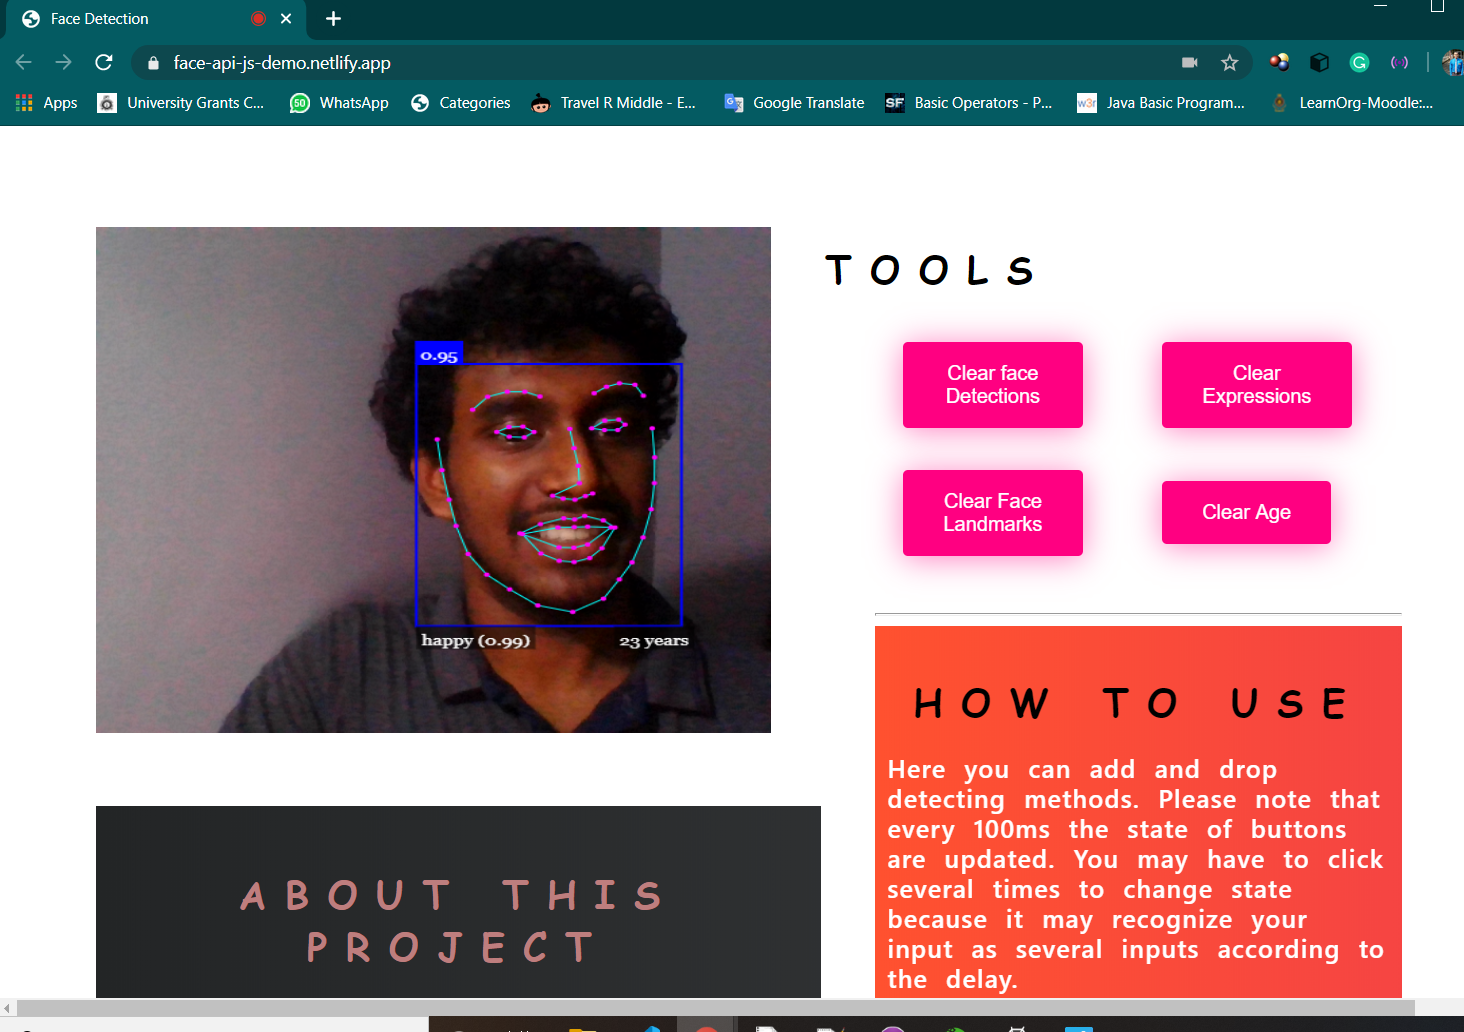 Face Detection
face-api-js-demo.netlify.app
Apps
University Grants C...
50
WhatsApp
Categories
Travel R Middle - E...
Google Translate
SF
Basic Operators - P...
w3r
Java Basic Program...
LearnOrg-Moodle:...
0.95
happy (0.99)
23 years
TOOLS
Clear face
Detections
Clear
Expressions
Clear Face
Landmarks
Clear Age
HOW TO USE
Here you can add and drop
detecting methods. Please note that
every 100ms the state of buttons
are updated. You may have to click
several times to change state
because it may recognize your
input as several inputs according to
the delay.
ABOUT THIS
PROJECT